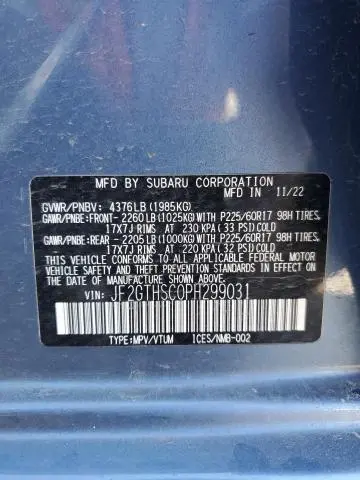 MFD BY SUBARU CORPORATION
MFD IN 11/22
GVWR/PNBV: 4376LB(1985KG)
GAWR/PNBE:FRONT- 2260LB(1025KG)WITH P225/60R17 98H TIRES,
17X7J RIMS AT 230 KPA(33 PSI)COLD
GAWR/PNBE:REAR - 2205LB(1000KG)WITH P225/60R17 98H TIRES,
17X7J RIMS AT 220 KPA(32 PSI)COLD
THIS VEHICLE CONFORMS TO ALL APPLICABLE
FEDERAL MOTOR VEHICLE SAFETY
AND THEFT PREVENTION STANDARDS IN EFFECT
ON THE DATE OF MANUFACTURE SHOWN ABOVE.
VIN: JF2GTHSC0PH299031
TYPE:MPV/VTUM ICES/NMB-002